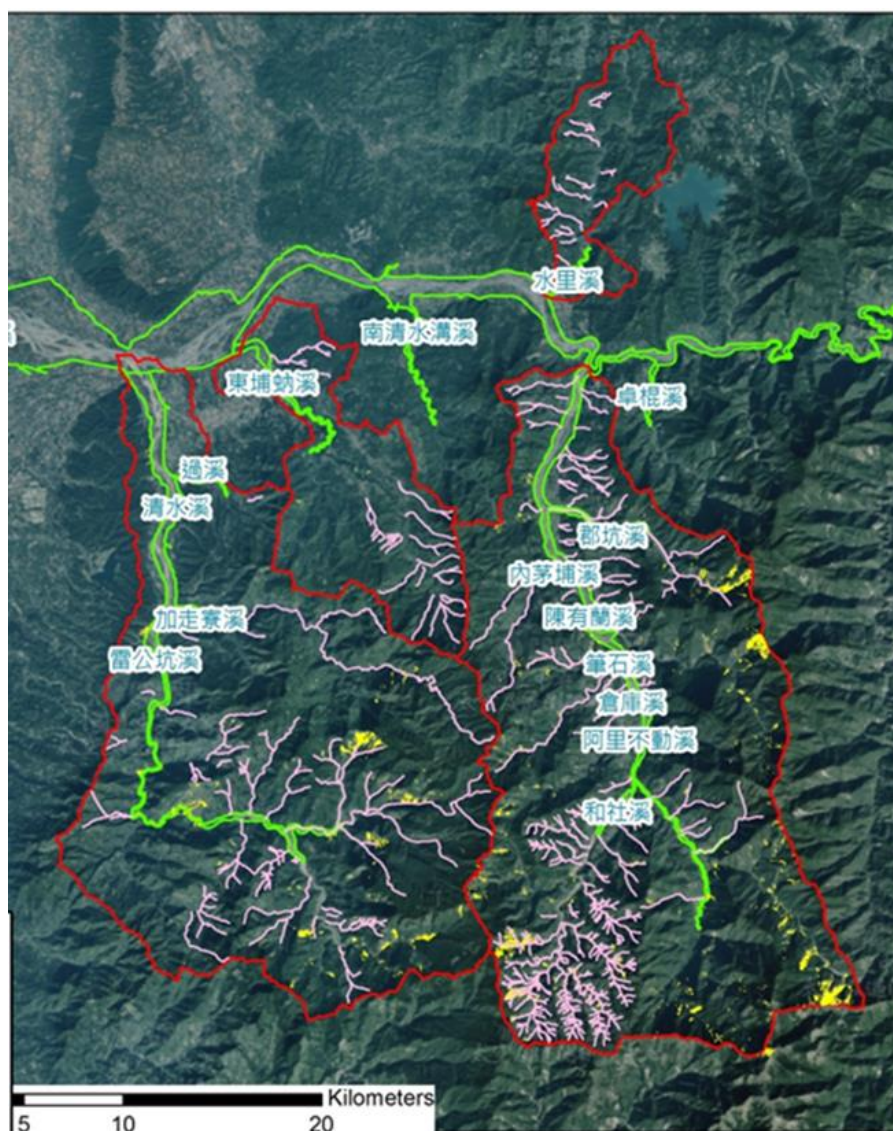 水里溪
南清水溝溪
東埔蚋溪
卓棍溪
過溪
清水溪
郡坑溪
內茅埔溪
陳有蘭溪
加走寮溪
雷公坑溪
筆石溪
倉庫溪
阿里不動溪
和社溪
Kilometers
5 10 20